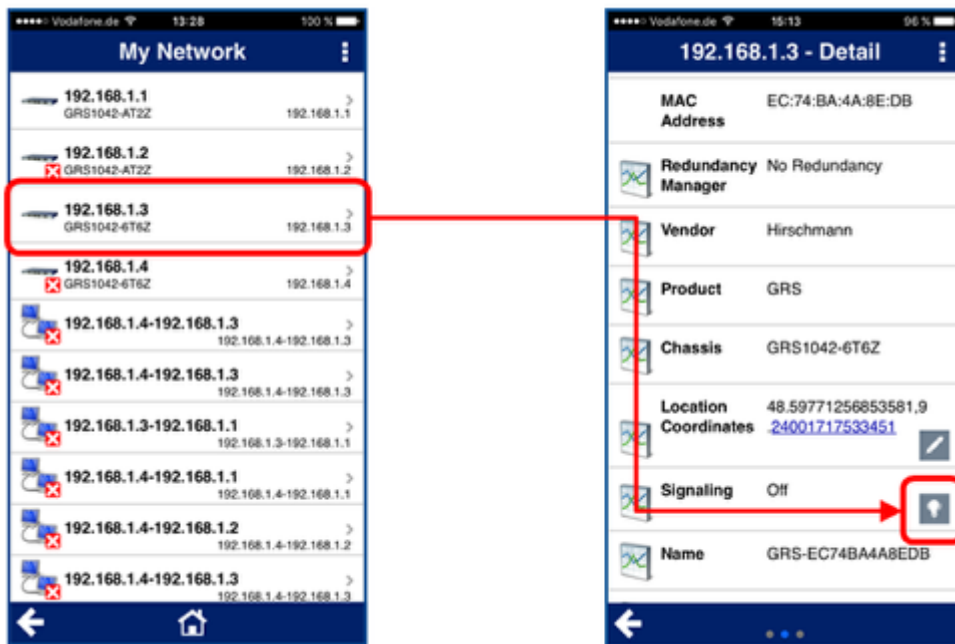 Vodafone.de 13:28 100 %
My Network
192.168.1.1
GRS1042-AT2Z 192.168.1.1
192.168.1.2
GRS1042-AT2Z 192.168.1.2
192.168.1.3
GRS1042-6T6Z 192.168.1.3
192.168.1.4
GRS1042-6T6Z 192.168.1.4
192.168.1.4-192.168.1.3
192.168.1.4-192.168.1.3
192.168.1.4-192.168.1.3
192.168.1.4-192.168.1.3
192.168.1.3-192.168.1.1
192.168.1.3-192.168.1.1
192.168.1.4-192.168.1.1
192.168.1.4-192.168.1.1
192.168.1.4-192.168.1.2
192.168.1.4-192.168.1.2
192.168.1.4-192.168.1.3
192.168.1.4-192.168.1.3
Vodafone.de 15:13 96 %
192.168.1.3 - Detail
MAC EC:74:BA:4A:8E:DB
Address
Redundancy No Redundancy
Manager
Vendor Hirschmann
Product GRS
Chassis GRS1042-6T6Z
Location 48.59771256853581,9
Coordinates .24001717533451
Signaling Off
Name GRS-EC74BA4A8EDB